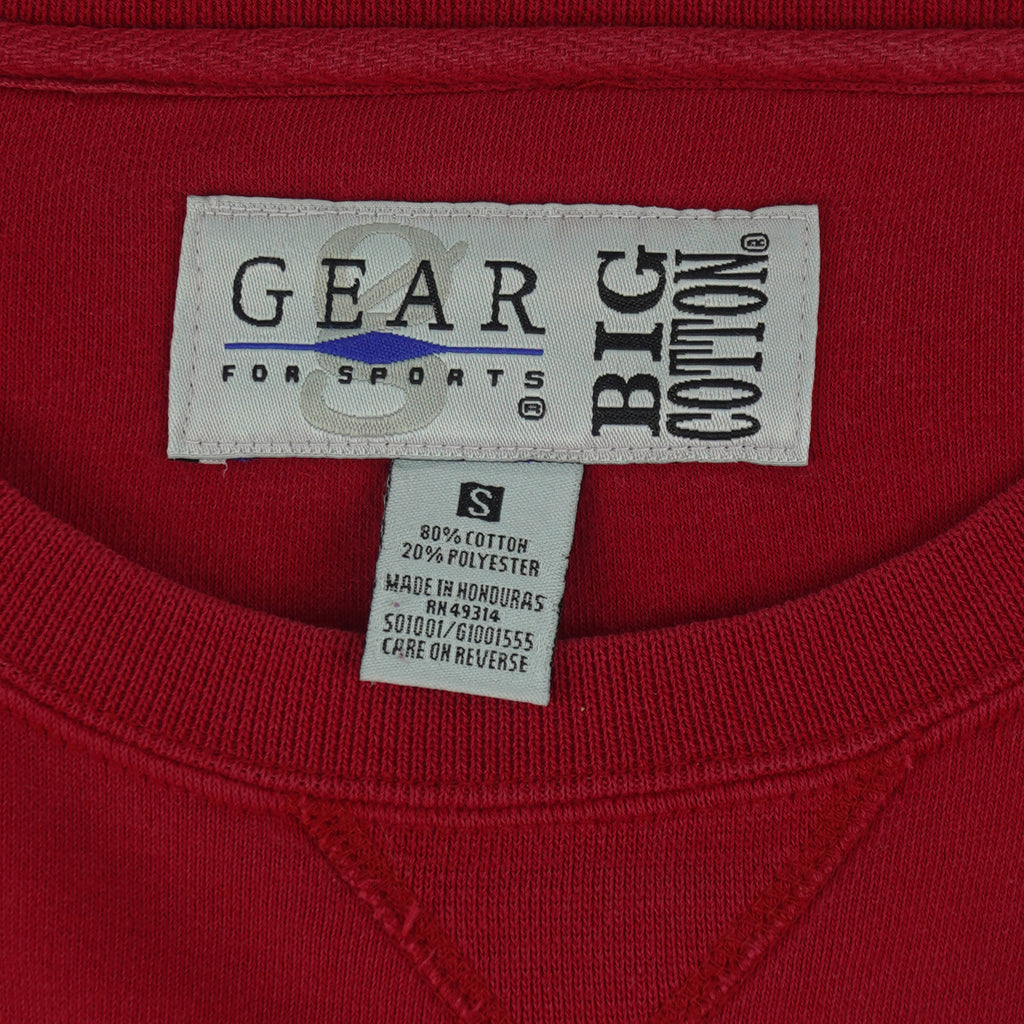 GEAR
FOR SPORTS
®
BIG
COTTON®
S
80% COTTON
20% POLYESTER
MADE IN HONDURAS
RN 49314
S01001/G1001555
CARE ON REVERSE